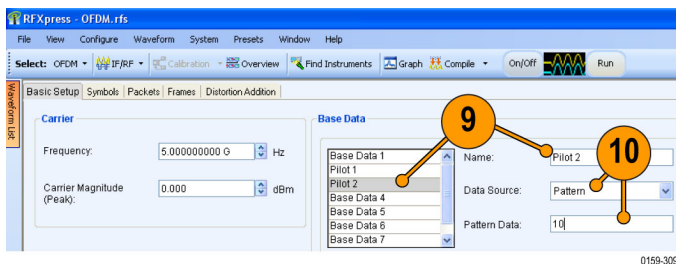 RFXpress - OFDM.rfs
File View Configure Waveform System Presets Window Help
Select: OFDM IF/RF Calibration Overview Find Instruments Graph Compile On/Off Run
Waveform List:
Basic Setup Symbols Packets Frames Distortion Addition
Carrier
Frequency: 5.000000000 G Hz
Carrier Magnitude (Peak): 0.000 dBm
Base Data
Base Data 1
Pilot 1
Pilot 2
Base Data 4
Base Data 5
Base Data 6
Base Data 7
Name: Pilot 2
Data Source: Pattern
Pattern Data: 10
9
10
0159-309